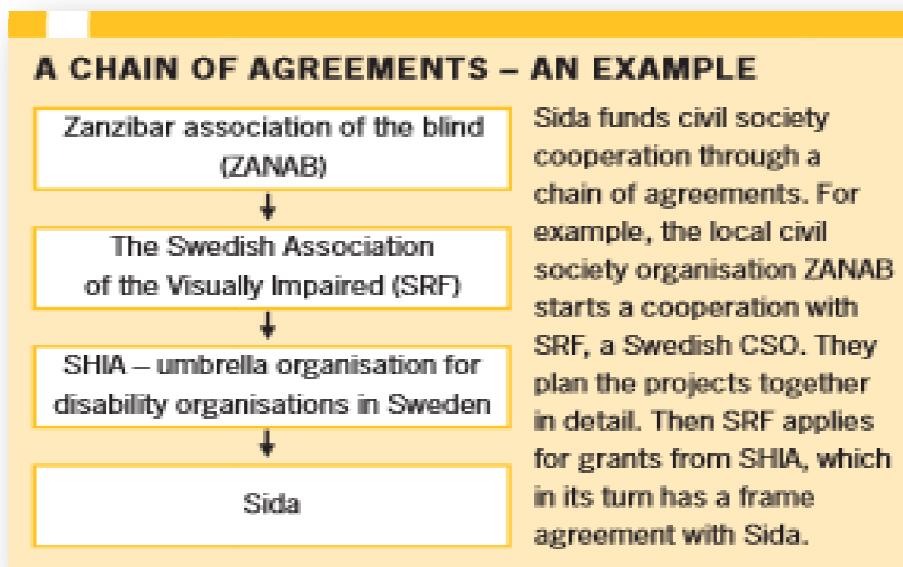 A CHAIN OF AGREEMENTS – AN EXAMPLE
Zanzibar association of the blind
(ZANAB)
The Swedish Association
of the Visually Impaired (SRF)
SHIA – umbrella organisation for
disability organisations in Sweden
Sida
Sida funds civil society
cooperation through a
chain of agreements. For
example, the local civil
society organisation ZANAB
starts a cooperation with
SRF, a Swedish CSO. They
plan the projects together
in detail. Then SRF applies
for grants from SHIA, which
in its turn has a frame
agreement with Sida.